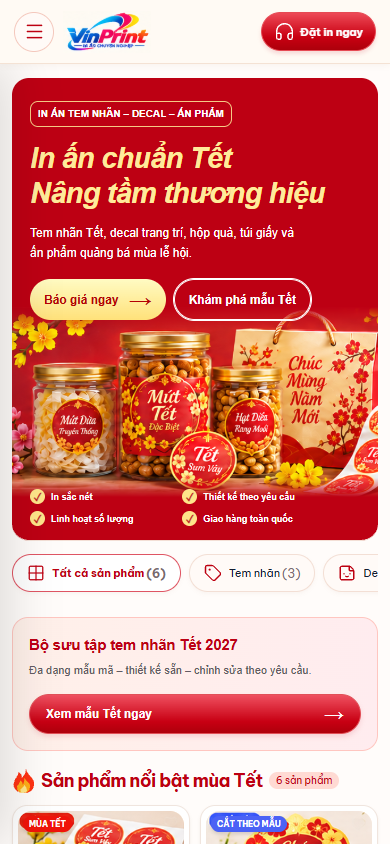 VinPrint
IN ẤN CHUYÊN NGHIỆP
Đặt in ngay
IN ẤN TEM NHÃN – DECAL – ẤN PHẨM
In ấn chuẩn Tết
Nâng tầm thương hiệu
Tem nhãn Tết, decal trang trí, hộp quà, túi giấy và
ấn phẩm quảng bá mùa lễ hội.
Báo giá ngay →
Khám phá mẫu Tết
Chúc
Mừng
Năm
Mới
Mứt Dừa
Truyền Thống
Mứt
Tết
Đặc Biệt
Hạt Điều
Rang Muối
Tết
Sum Vầy
In sắc nét
Thiết kế theo yêu cầu
Linh hoạt số lượng
Giao hàng toàn quốc
Tất cả sản phẩm (6)
Tem nhãn (3)
De
Bộ sưu tập tem nhãn Tết 2027
Đa dạng mẫu mã – thiết kế sẵn – chỉnh sửa theo yêu cầu.
Xem mẫu Tết ngay →
Sản phẩm nổi bật mùa Tết
6 sản phẩm
MÙA TẾT
Tết
Sum Vầy
CẮT THEO MẪU